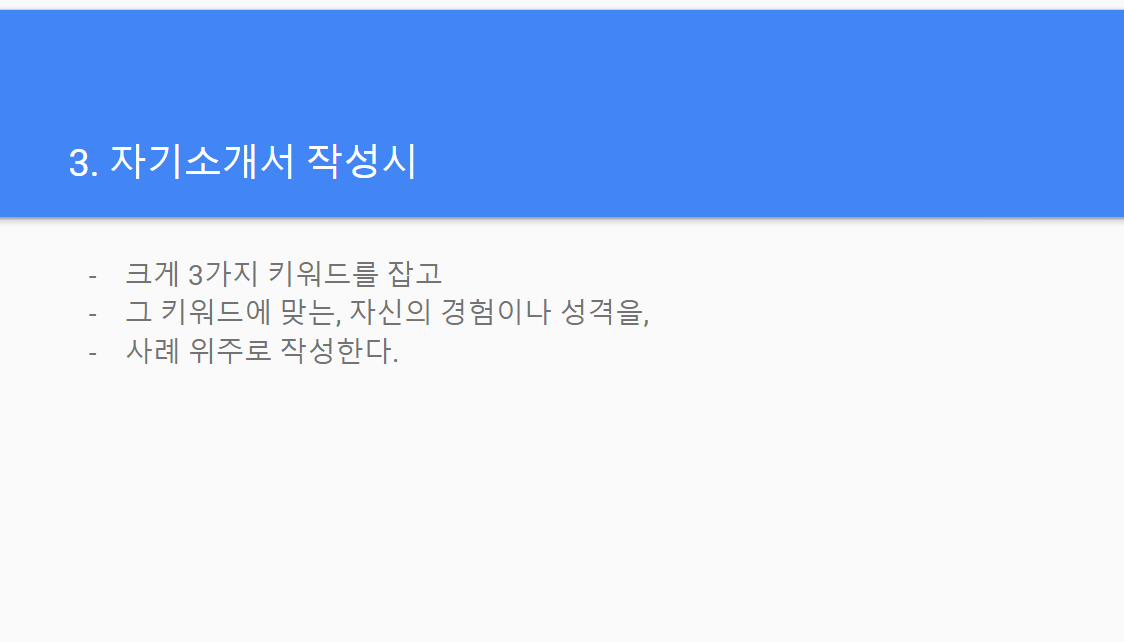 3. 자기소개서 작성시
- 크게 3가지 키워드를 잡고
- 그 키워드에 맞는, 자신의 경험이나 성격을,
- 사례 위주로 작성한다.